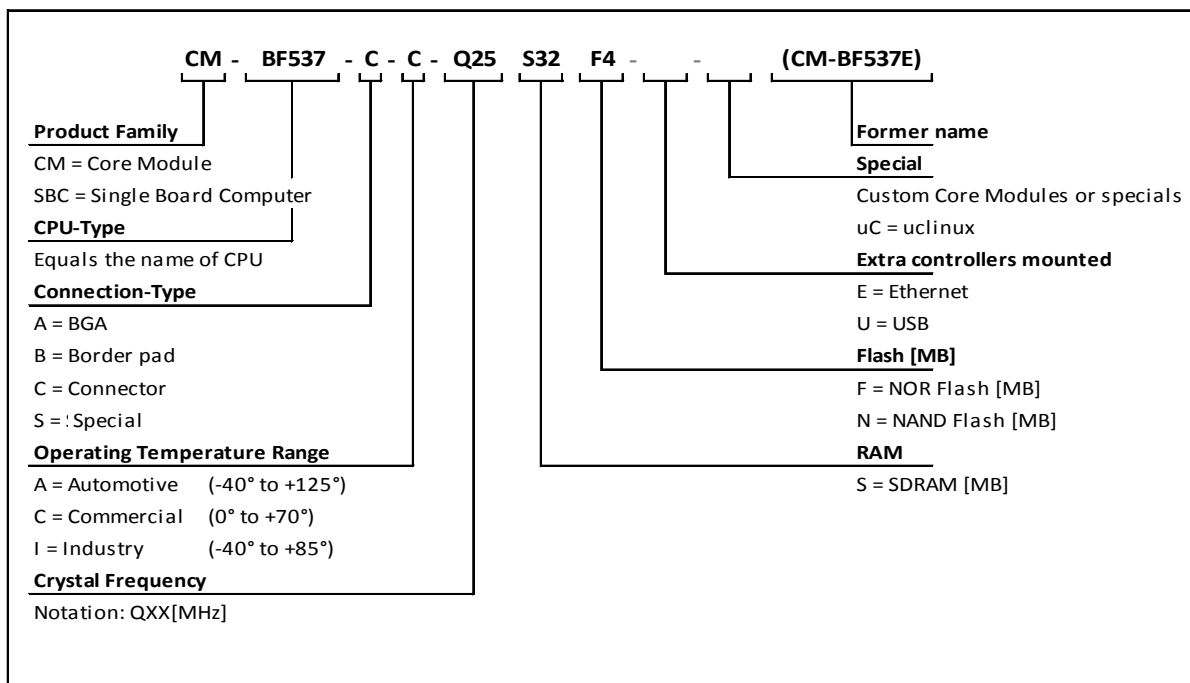 CM - BF537 - C - C - Q25 S32 F4 - - (CM-BF537E)
Product Family
CM = Core Module
SBC = Single Board Computer
CPU-Type
Equals the name of CPU
Connection-Type
A = BGA
B = Border pad
C = Connector
S = Special
Operating Temperature Range
A = Automotive (-40° to +125°)
C = Commercial (0° to +70°)
I = Industry (-40° to +85°)
Crystal Frequency
Notation: QXX[MHz]
Former name
Special
Custom Core Modules or specials
uC = uclinux
Extra controllers mounted
E = Ethernet
U = USB
Flash [MB]
F = NOR Flash [MB]
N = NAND Flash [MB]
RAM
S = SDRAM [MB]